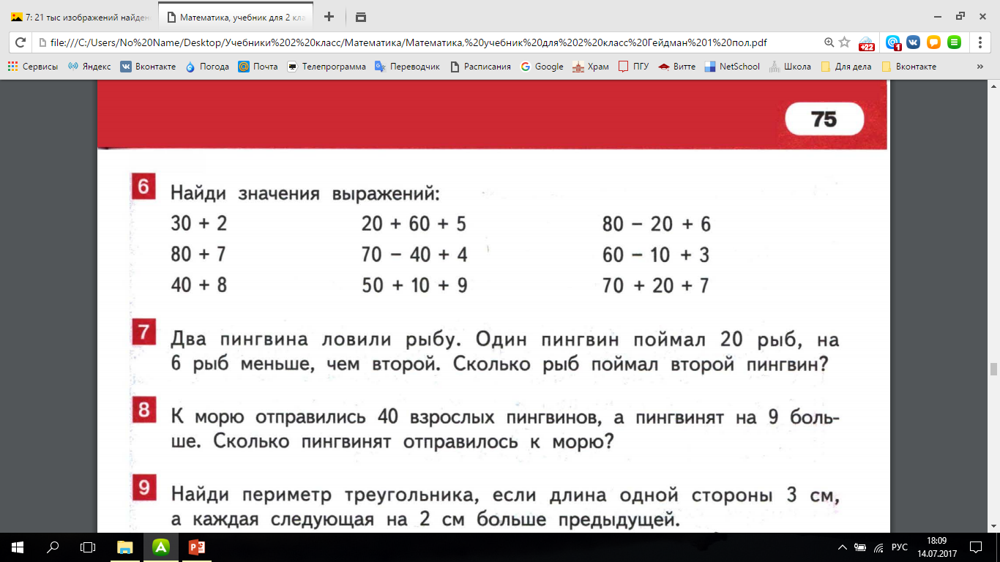 7: 21 тыс изображений найден
Математика, учебник для 2 кла
file:///C:/Users/No%20Name/Desktop/Учебники%202%20класс/Математика/Математика,%20учебник%20для%202%20класс%20Гейдман%201%20пол.pdf
+22
1
Сервисы Яндекс Вконтакте Погода Почта Телепрограмма Переводчик Расписания Google Храм ПГУ Витте NetSchool Школа Для дела Вконтакте »
75
6 Найди значения выражений:
30 + 2 20 + 60 + 5 80 − 20 + 6
80 + 7 70 − 40 + 4 60 − 10 + 3
40 + 8 50 + 10 + 9 70 + 20 + 7
7 Два пингвина ловили рыбу. Один пингвин поймал 20 рыб, на
6 рыб меньше, чем второй. Сколько рыб поймал второй пингвин?
8 К морю отправились 40 взрослых пингвинов, а пингвинят на 9 боль-
ше. Сколько пингвинят отправилось к морю?
9 Найди периметр треугольника, если длина одной стороны 3 см,
а каждая следующая на 2 см больше предыдущей.
РУС
18:09
14.07.2017